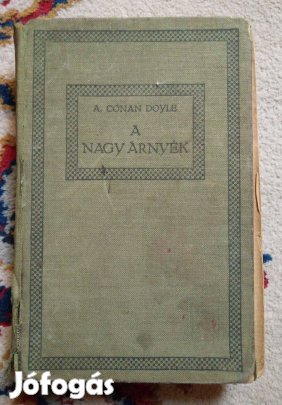 A. CONAN DOYLE
A
NAGY ÁRNYÉK
Jófogás